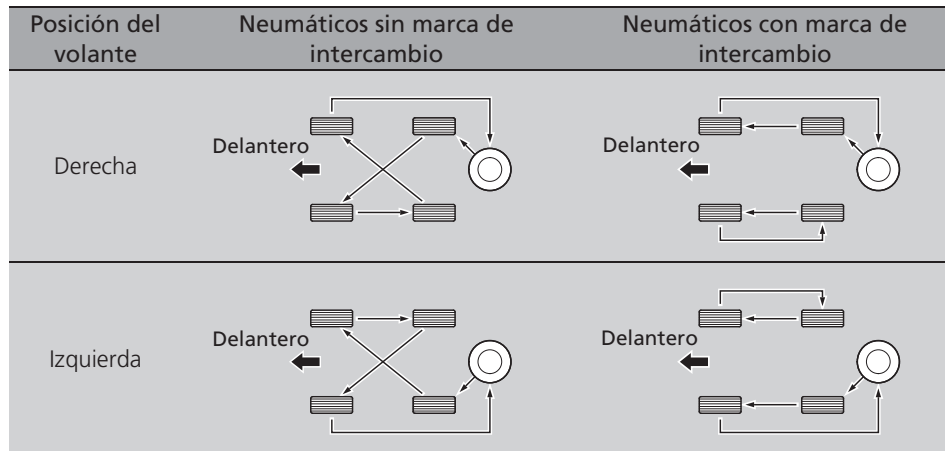 Posición del
volante
Neumáticos sin marca de
intercambio
Neumáticos con marca de
intercambio
Derecha
Delantero
Delantero
Izquierda
Delantero
Delantero